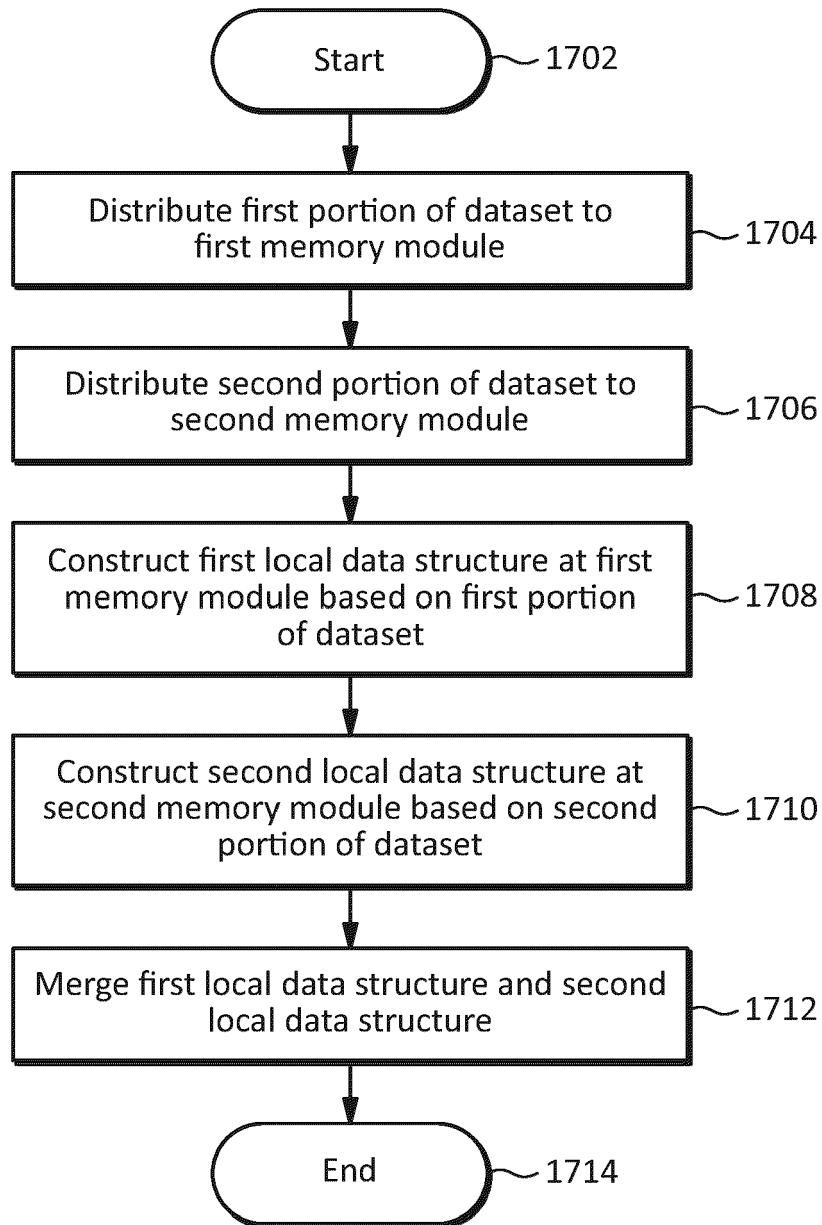 Start
1702
Distribute first portion of dataset to
first memory module
1704
Distribute second portion of dataset to
second memory module
1706
Construct first local data structure at first
memory module based on first portion
of dataset
1708
Construct second local data structure at
second memory module based on second
portion of dataset
1710
Merge first local data structure and second
local data structure
1712
End
1714